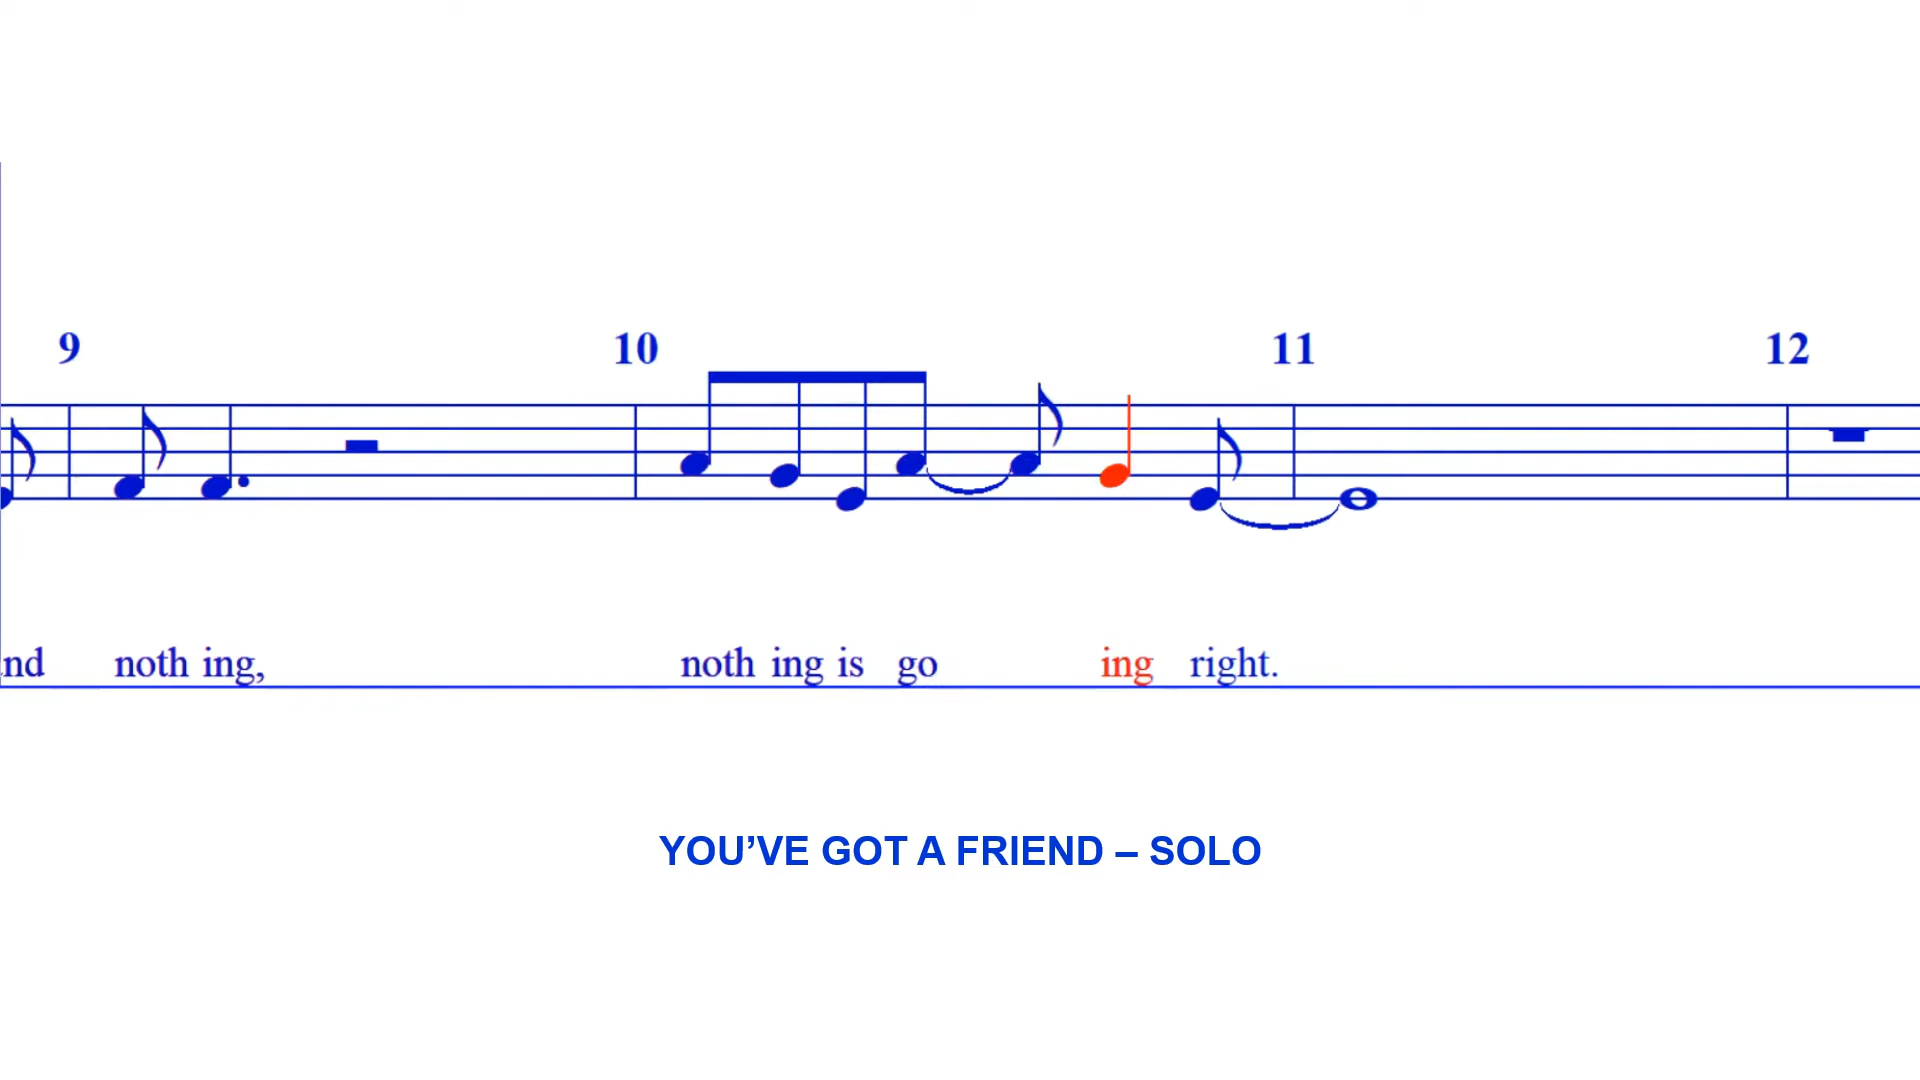 9 10 11 12
nd noth ing, noth ing is go ing right.
YOU’VE GOT A FRIEND – SOLO